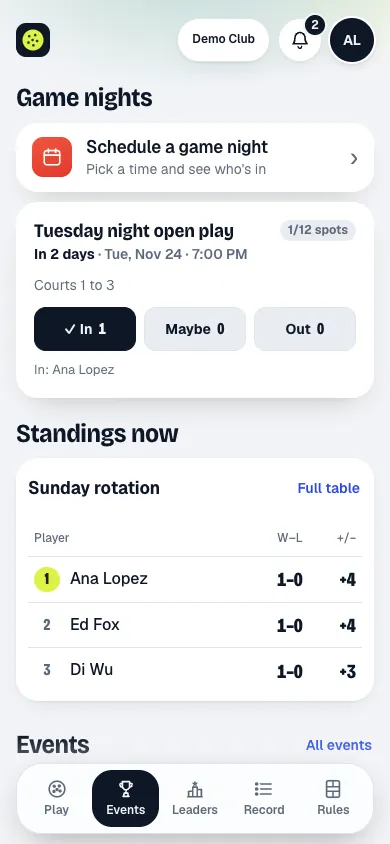 Demo Club
2
AL
Game nights
Schedule a game night
Pick a time and see who's in
Tuesday night open play
1/12 spots
In 2 days · Tue, Nov 24 · 7:00 PM
Courts 1 to 3
✓ In 1
Maybe 0
Out 0
In: Ana Lopez
Standings now
Sunday rotation
Full table
Player W–L +/−
1 Ana Lopez 1–0 +4
2 Ed Fox 1–0 +4
3 Di Wu 1–0 +3
Events
All events
Play
Events
Leaders
Record
Rules